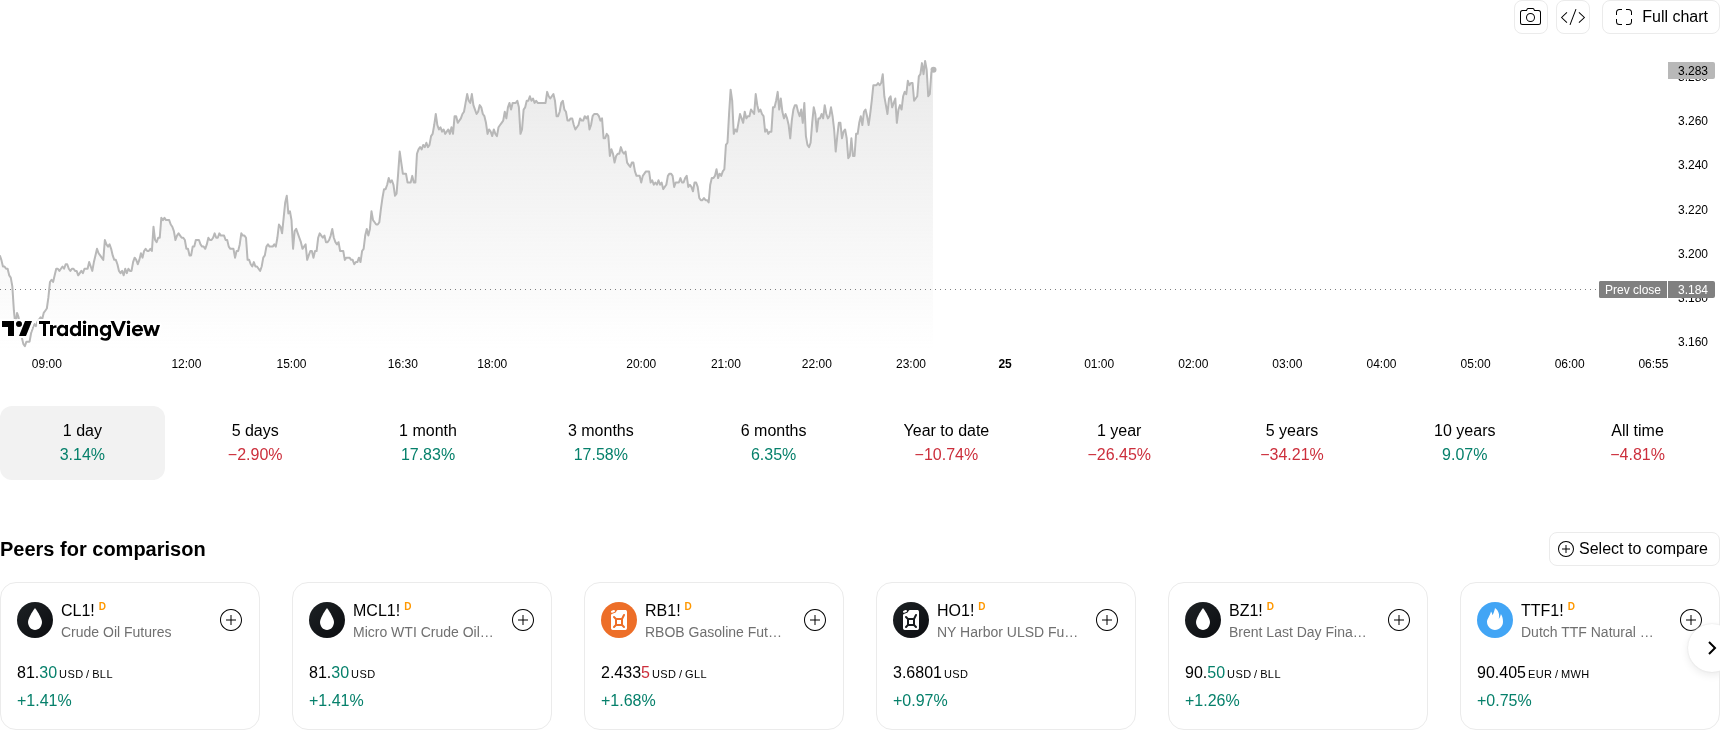 Full chart
3.283
3.260
3.240
3.220
3.200
Prev close 3.184
3.180
3.160
TradingView
09:00 12:00 15:00 16:30 18:00 20:00 21:00 22:00 23:00 25 01:00 02:00 03:00 04:00 05:00 06:00 06:55
1 day 5 days 1 month 3 months 6 months Year to date 1 year 5 years 10 years All time
3.14% −2.90% 17.83% 17.58% 6.35% −10.74% −26.45% −34.21% 9.07% −4.81%
Peers for comparison
Select to compare
CL1! D
Crude Oil Futures
81.30 USD / BLL
+1.41%
MCL1! D
Micro WTI Crude Oil…
81.30 USD
+1.41%
RB1! D
RBOB Gasoline Fut…
2.4335 USD / GLL
+1.68%
HO1! D
NY Harbor ULSD Fu…
3.6801 USD
+0.97%
BZ1! D
Brent Last Day Fina…
90.50 USD / BLL
+1.26%
TTF1! D
Dutch TTF Natural …
90.405 EUR / MWH
+0.75%